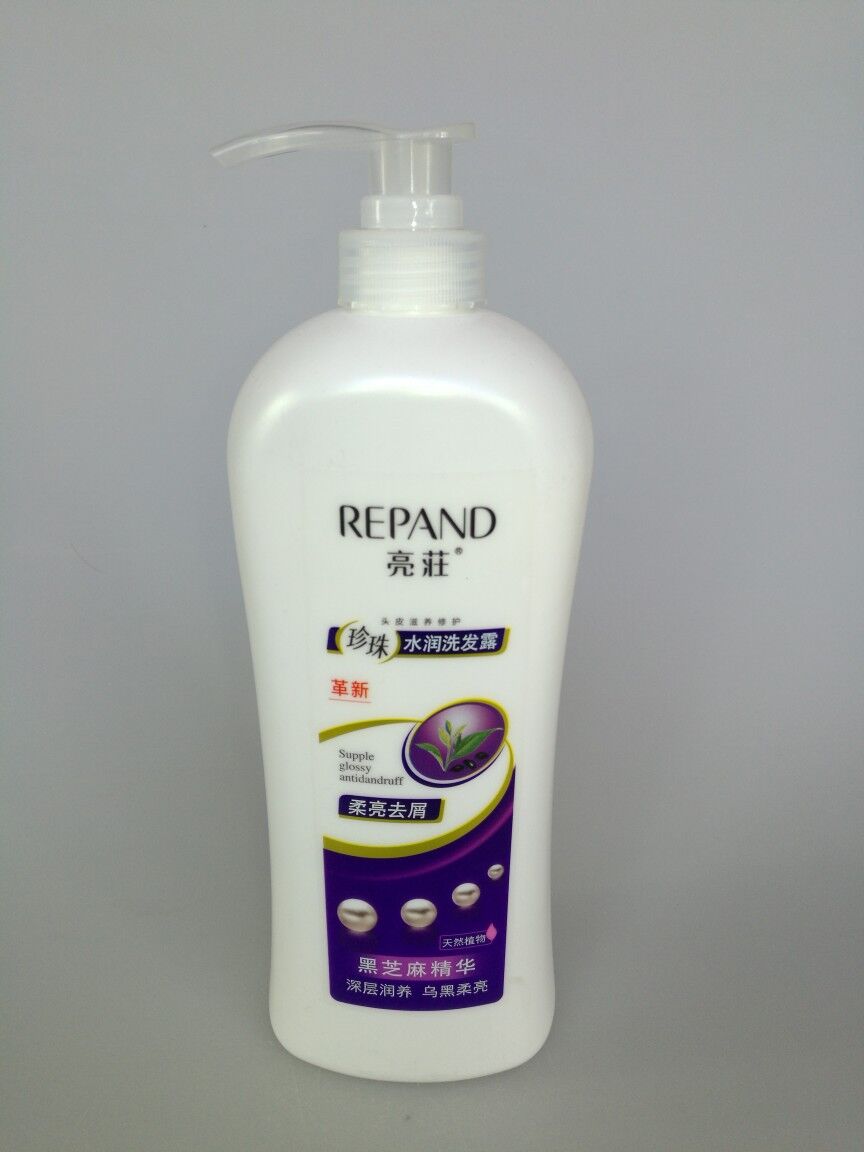 REPAND
亮莊®
头皮滋养修护
珍珠 水润洗发露
革新
Supple
glossy
antidandruff
柔亮去屑
天然植物
黑芝麻精华
深层润养 乌黑柔亮